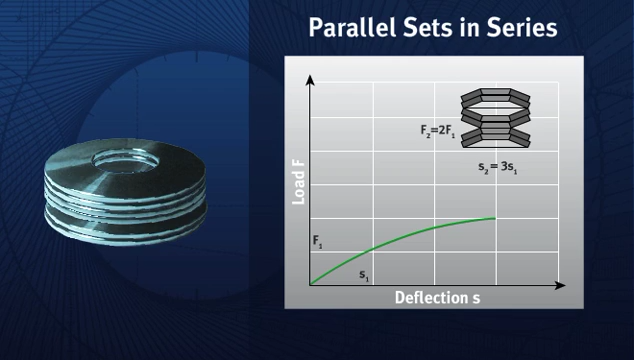 Parallel Sets in Series
F₂=2F₁
s₂ = 3s₁
Load F
F₁
s₁
Deflection s